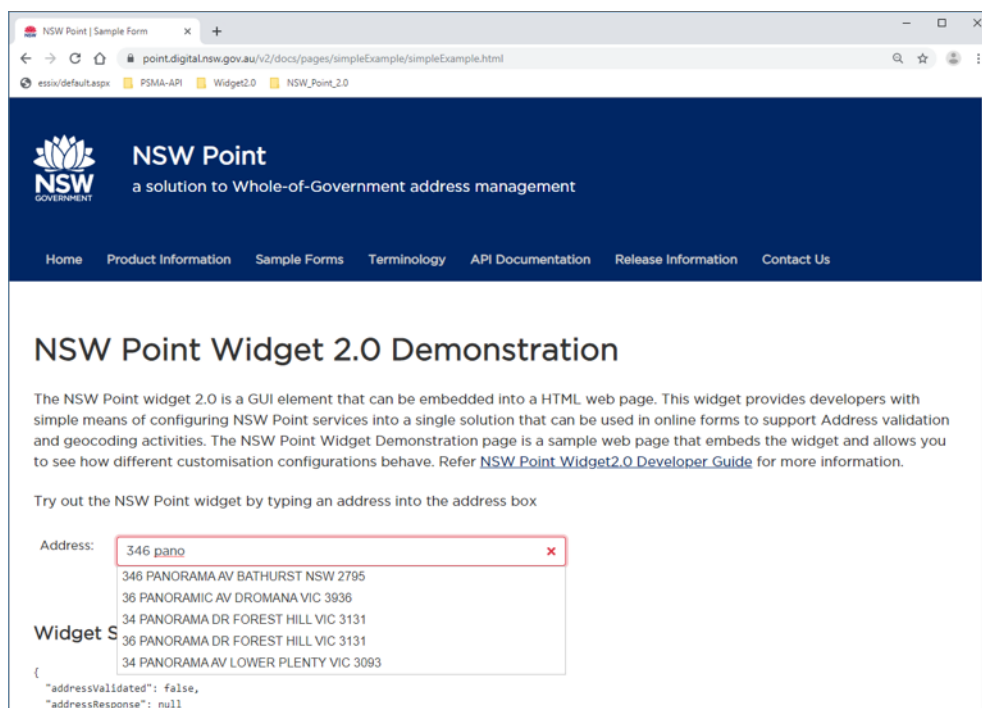 NSW Point | Sample Form
point.digital.nsw.gov.au/v2/docs/pages/simpleExample/simpleExample.html
essix/default.aspx PSMA-API Widget2.0 NSW_Point_2.0
NSW
GOVERNMENT
NSW Point
a solution to Whole-of-Government address management
Home Product Information Sample Forms Terminology API Documentation Release Information Contact Us
NSW Point Widget 2.0 Demonstration
The NSW Point widget 2.0 is a GUI element that can be embedded into a HTML web page. This widget provides developers with
simple means of configuring NSW Point services into a single solution that can be used in online forms to support Address validation
and geocoding activities. The NSW Point Widget Demonstration page is a sample web page that embeds the widget and allows you
to see how different customisation configurations behave. Refer NSW Point Widget2.0 Developer Guide for more information.
Try out the NSW Point widget by typing an address into the address box
Address: 346 pano
346 PANORAMA AV BATHURST NSW 2795
36 PANORAMIC AV DROMANA VIC 3936
34 PANORAMA DR FOREST HILL VIC 3131
36 PANORAMA DR FOREST HILL VIC 3131
34 PANORAMA AV LOWER PLENTY VIC 3093
Widget S
{
"addressValidated": false,
"addressResponse": null